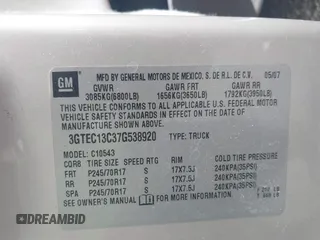 GM
MFD BY GENERAL MOTORS DE MEXICO, S. DE R.L. DE C.V. 05/07
GVWR GAWR FRT GAWR RR
3085KG(6800LB) 1656KG(3650LB) 1792KG(3950LB)
THIS VEHICLE CONFORMS TO ALL APPLICABLE U.S. FEDERAL
MOTOR VEHICLE SAFETY STANDARDS IN EFFECT ON THE DATE
OF MANUFACTURE SHOWN ABOVE.
3GTEC13C37G538920 TYPE: TRUCK
MODEL: C10543
TIRE SIZE SPEED RTG RIM COLD TIRE PRESSURE
FRT P245/70R17 S 17X7.5J 240KPA(35PSI)
RR P245/70R17 S 17X7.5J 240KPA(35PSI)
SPA P245/70R17 S 17X7.5J 240KPA(35PSI)
SEE OWNER'S MANUAL FOR ADDITIONAL INFORMATION.
DREAMBID